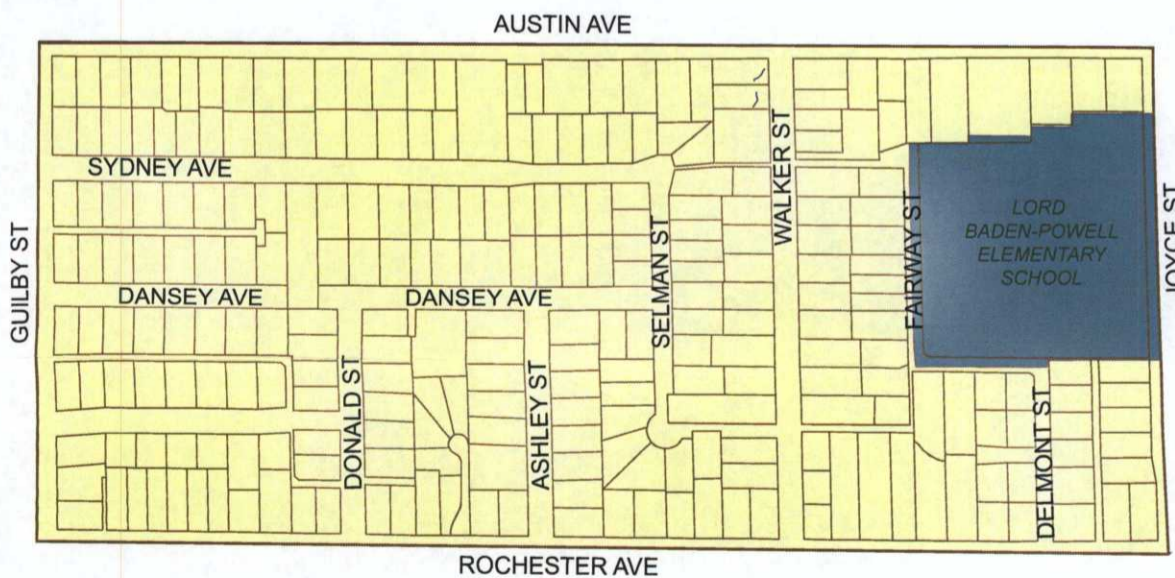 AUSTIN AVE
SYDNEY AVE
GUILBY ST
DANSEY AVE
DANSEY AVE
SELMAN ST
WALKER ST
FAIRWAY ST
LORD
BADEN-POWELL
ELEMENTARY
SCHOOL
JOYCE ST
DONALD ST
ASHLEY ST
DELMONT ST
ROCHESTER AVE